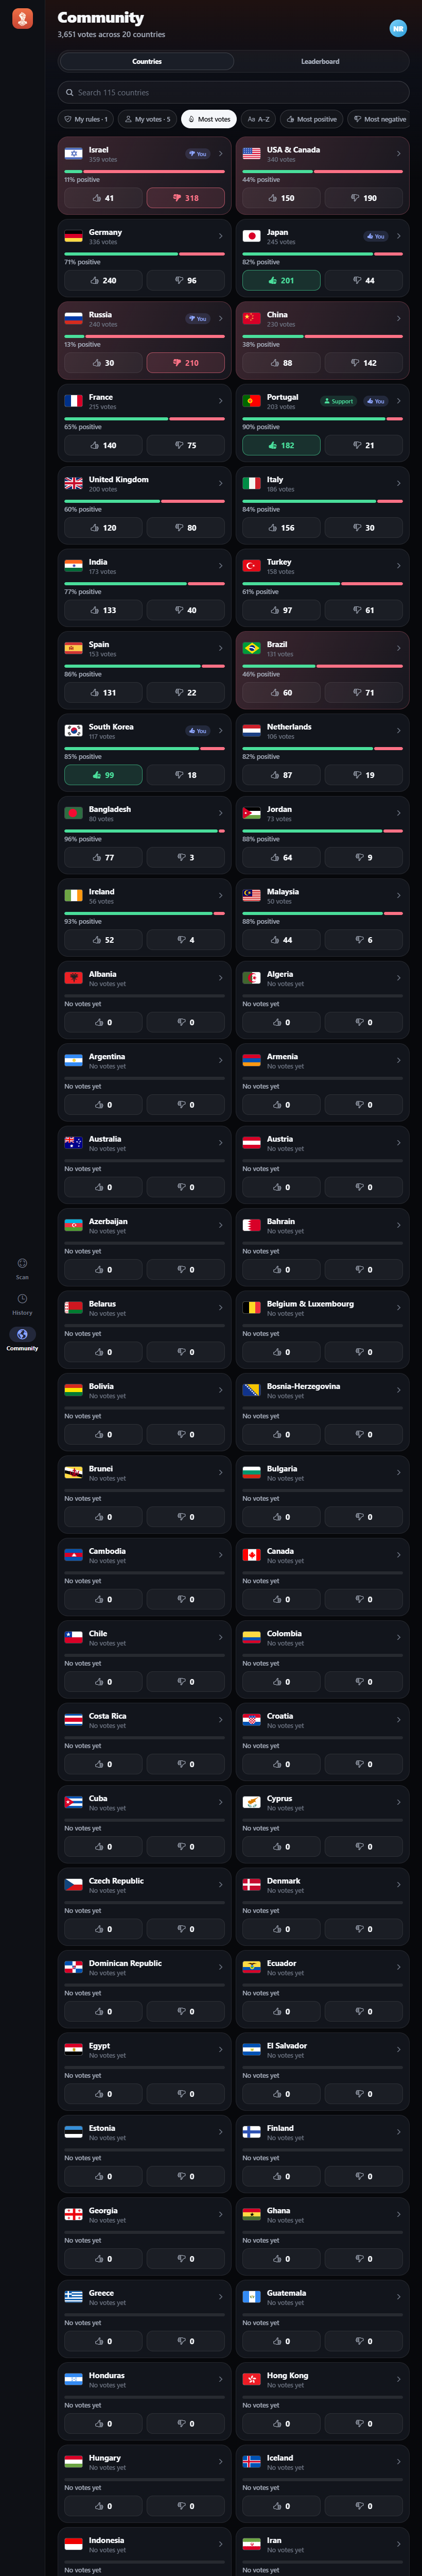 Community
3,651 votes across 20 countries
NR
Countries
Leaderboard
Search 115 countries
My rules · 1
My votes · 5
Most votes
Aa A–Z
Most positive
Most negative
Israel
359 votes
You
11% positive
41
318
USA & Canada
340 votes
44% positive
150
190
Germany
336 votes
71% positive
240
96
Japan
245 votes
You
82% positive
201
44
Russia
240 votes
You
13% positive
30
210
China
230 votes
38% positive
88
142
France
215 votes
65% positive
140
75
Portugal
203 votes
Support
You
90% positive
182
21
United Kingdom
200 votes
60% positive
120
80
Italy
186 votes
84% positive
156
30
India
173 votes
77% positive
133
40
Turkey
158 votes
61% positive
97
61
Spain
153 votes
86% positive
131
22
Brazil
131 votes
46% positive
60
71
South Korea
117 votes
You
85% positive
99
18
Netherlands
106 votes
82% positive
87
19
Bangladesh
80 votes
96% positive
77
3
Jordan
73 votes
88% positive
64
9
Ireland
56 votes
93% positive
52
4
Malaysia
50 votes
88% positive
44
6
Albania
No votes yet
No votes yet
0
0
Algeria
No votes yet
No votes yet
0
0
Argentina
No votes yet
No votes yet
0
0
Armenia
No votes yet
No votes yet
0
0
Australia
No votes yet
No votes yet
0
0
Austria
No votes yet
No votes yet
0
0
Azerbaijan
No votes yet
No votes yet
0
0
Bahrain
No votes yet
No votes yet
0
0
Scan
History
Community
Belarus
No votes yet
No votes yet
0
0
Belgium & Luxembourg
No votes yet
No votes yet
0
0
Bolivia
No votes yet
No votes yet
0
0
Bosnia-Herzegovina
No votes yet
No votes yet
0
0
Brunei
No votes yet
No votes yet
0
0
Bulgaria
No votes yet
No votes yet
0
0
Cambodia
No votes yet
No votes yet
0
0
Canada
No votes yet
No votes yet
0
0
Chile
No votes yet
No votes yet
0
0
Colombia
No votes yet
No votes yet
0
0
Costa Rica
No votes yet
No votes yet
0
0
Croatia
No votes yet
No votes yet
0
0
Cuba
No votes yet
No votes yet
0
0
Cyprus
No votes yet
No votes yet
0
0
Czech Republic
No votes yet
No votes yet
0
0
Denmark
No votes yet
No votes yet
0
0
Dominican Republic
No votes yet
No votes yet
0
0
Ecuador
No votes yet
No votes yet
0
0
Egypt
No votes yet
No votes yet
0
0
El Salvador
No votes yet
No votes yet
0
0
Estonia
No votes yet
No votes yet
0
0
Finland
No votes yet
No votes yet
0
0
Georgia
No votes yet
No votes yet
0
0
Ghana
No votes yet
No votes yet
0
0
Greece
No votes yet
No votes yet
0
0
Guatemala
No votes yet
No votes yet
0
0
Honduras
No votes yet
No votes yet
0
0
Hong Kong
No votes yet
No votes yet
0
0
Hungary
No votes yet
No votes yet
0
0
Iceland
No votes yet
No votes yet
0
0
Indonesia
No votes yet
No votes yet
Iran
No votes yet
No votes yet